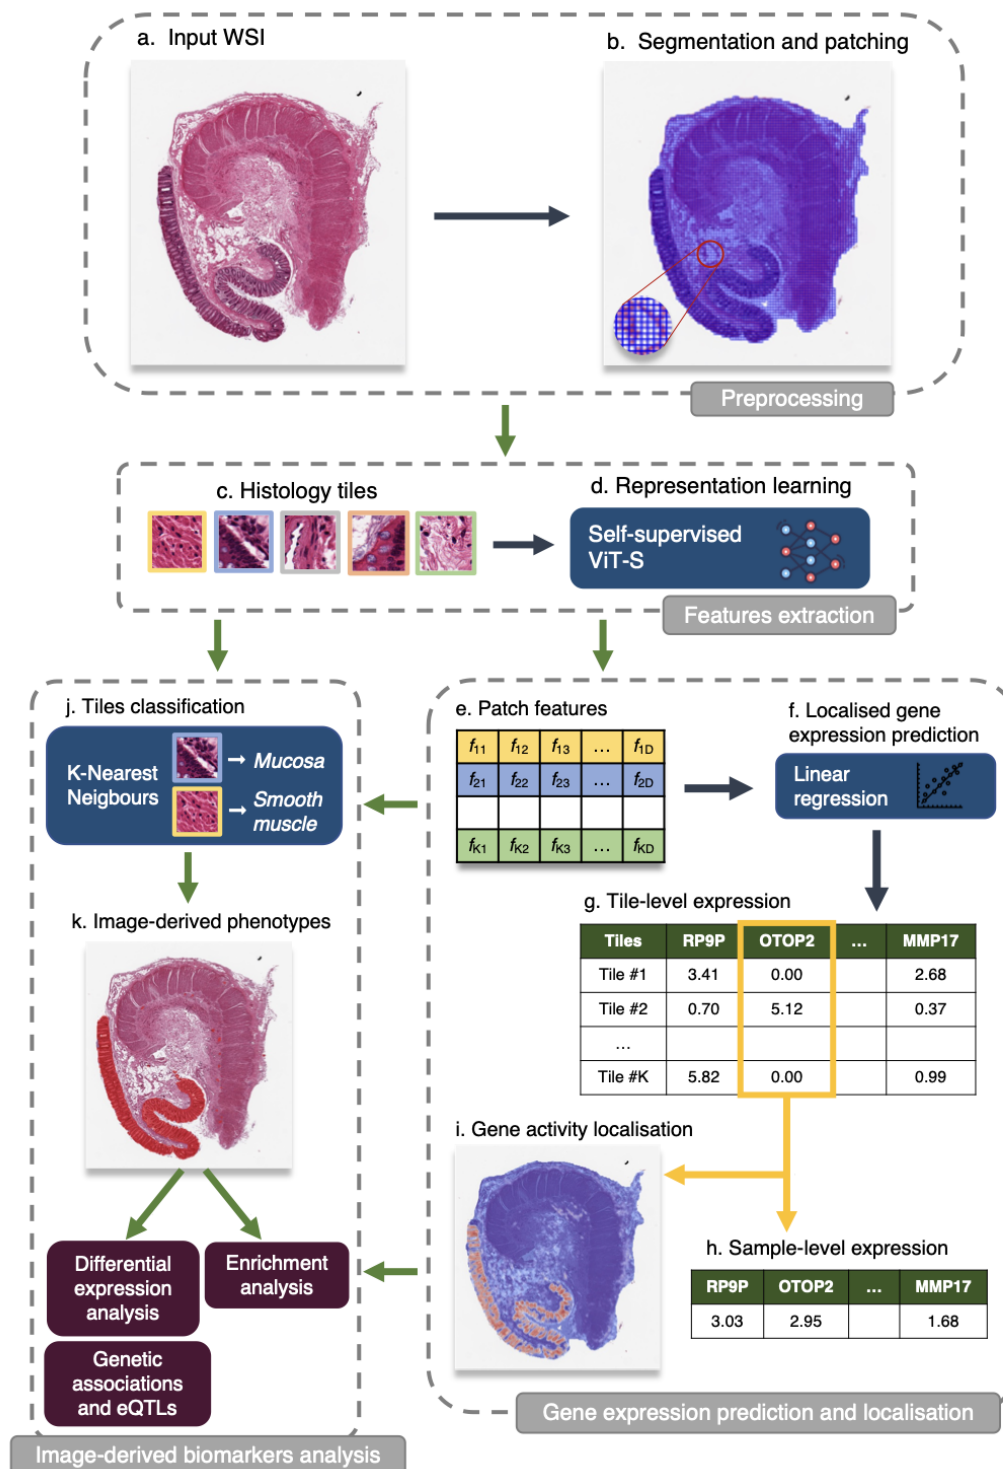 a. Input WSI
b. Segmentation and patching
Preprocessing
c. Histology tiles
d. Representation learning
Self-supervised
ViT-S
Features extraction
j. Tiles classification
K-Nearest
Neigbours
Mucosa
Smooth
muscle
e. Patch features
f11 f12 f13 ... f1D
f21 f22 f23 ... f2D
fK1 fK2 fK3 ... fKD
f. Localised gene
expression prediction
Linear
regression
g. Tile-level expression
Tiles RP9P OTOP2 ... MMP17
Tile #1 3.41 0.00 2.68
Tile #2 0.70 5.12 0.37
...
Tile #K 5.82 0.00 0.99
k. Image-derived phenotypes
i. Gene activity localisation
h. Sample-level expression
RP9P OTOP2 ... MMP17
3.03 2.95 1.68
Differential
expression
analysis
Enrichment
analysis
Genetic
associations
and eQTLs
Gene expression prediction and localisation
Image-derived biomarkers analysis